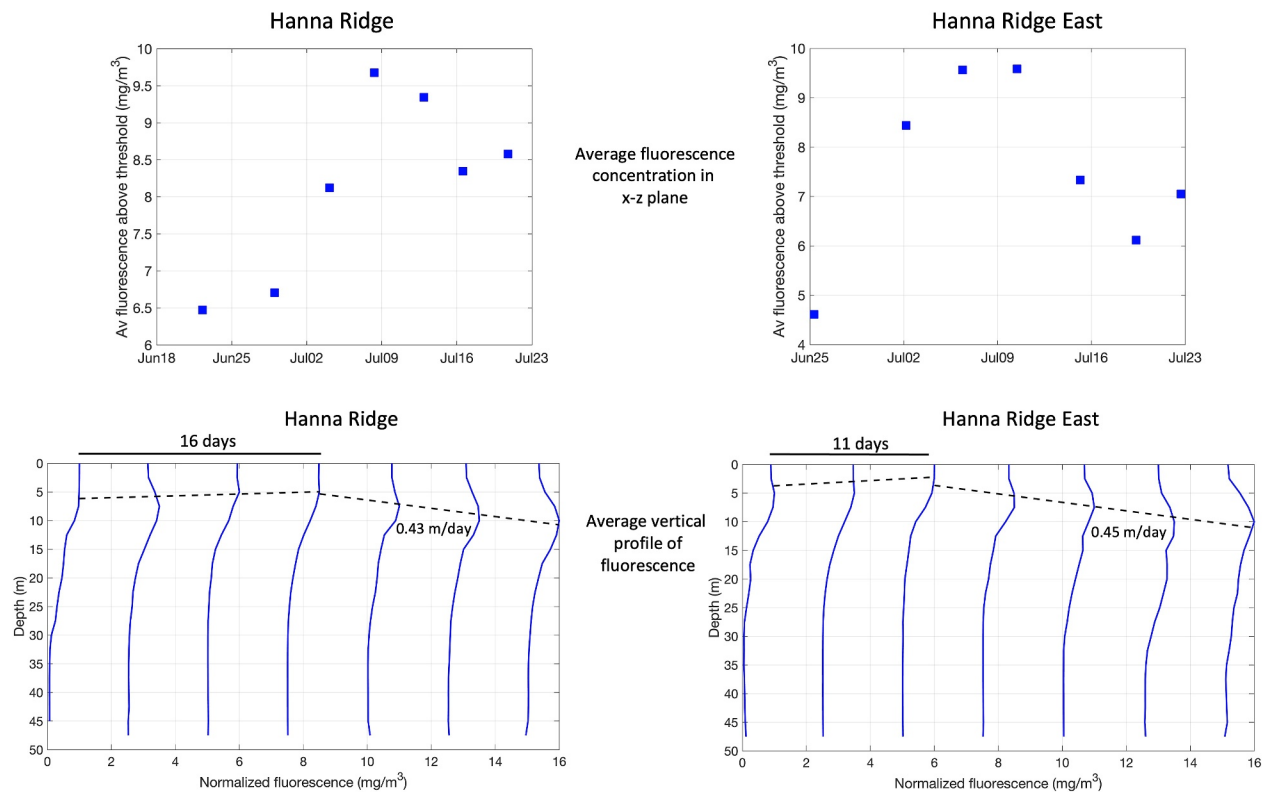 Hanna Ridge
Av fluorescence above threshold (mg/m³)
10
9.5
9
8.5
8
7.5
7
6.5
6
Jun18 Jun25 Jul02 Jul09 Jul16 Jul23
Average fluorescence
concentration in
x-z plane
Hanna Ridge East
Av fluorescence above threshold (mg/m³)
10
9
8
7
6
5
4
Jun25 Jul02 Jul09 Jul16 Jul23
Hanna Ridge
16 days
Depth (m)
0
5
10
15
20
25
30
35
40
45
50
0.43 m/day
0 2 4 6 8 10 12 14 16
Normalized fluorescence (mg/m³)
Average vertical
profile of
fluorescence
Hanna Ridge East
11 days
Depth (m)
0
5
10
15
20
25
30
35
40
45
50
0.45 m/day
0 2 4 6 8 10 12 14 16
Normalized fluorescence (mg/m³)